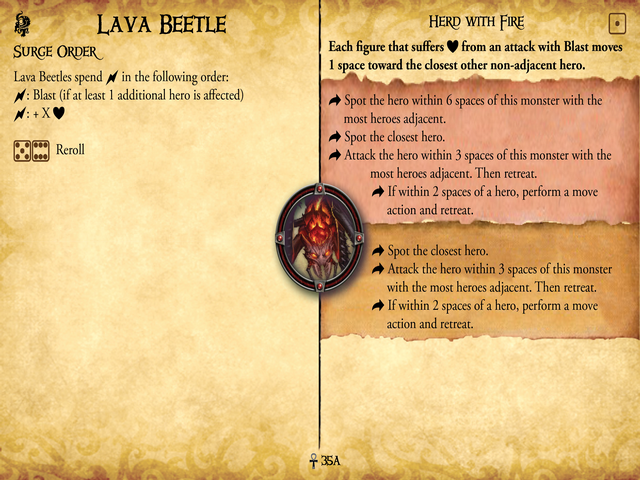 Lava Beetle
Surge Order
Lava Beetles spend in the following order:
: Blast (if at least 1 additional hero is affected)
: + X
Reroll
Herd with Fire
Each figure that suffers from an attack with Blast moves
1 space toward the closest other non-adjacent hero.
Spot the hero within 6 spaces of this monster with the
most heroes adjacent.
Spot the closest hero.
Attack the hero within 3 spaces of this monster with the
most heroes adjacent. Then retreat.
If within 2 spaces of a hero, perform a move
action and retreat.
Spot the closest hero.
Attack the hero within 3 spaces of this monster
with the most heroes adjacent. Then retreat.
If within 2 spaces of a hero, perform a move
action and retreat.
35A